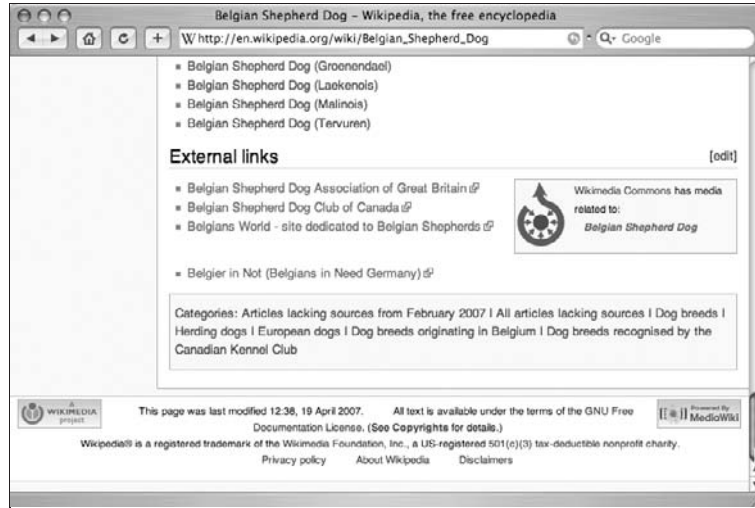 Belgian Shepherd Dog – Wikipedia, the free encyclopedia
W http://en.wikipedia.org/wiki/Belgian_Shepherd_Dog
Google
Belgian Shepherd Dog (Groenendael)
Belgian Shepherd Dog (Laekenois)
Belgian Shepherd Dog (Malinois)
Belgian Shepherd Dog (Tervuren)
External links [edit]
Belgian Shepherd Dog Association of Great Britain
Belgian Shepherd Dog Club of Canada
Belgians World - site dedicated to Belgian Shepherds
Wikimedia Commons has media
related to:
Belgian Shepherd Dog
Belgier in Not (Belgians in Need Germany)
Categories: Articles lacking sources from February 2007 | All articles lacking sources | Dog breeds |
Herding dogs | European dogs | Dog breeds originating in Belgium | Dog breeds recognised by the
Canadian Kennel Club
A
WIKIMEDIA
project
This page was last modified 12:38, 19 April 2007. All text is available under the terms of the GNU Free
Documentation License. (See Copyrights for details.)
Powered By
MediaWiki
Wikipedia® is a registered trademark of the Wikimedia Foundation, Inc., a US-registered 501(c)(3) tax-deductible nonprofit charity.
Privacy policy About Wikipedia Disclaimers